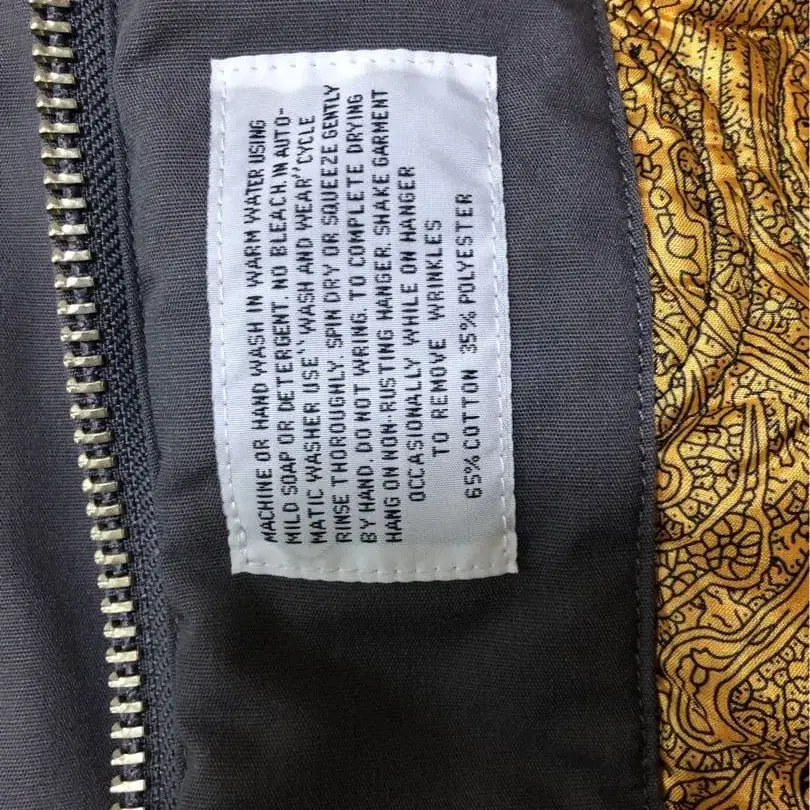 MACHINE OR HAND WASH IN WARM WATER USING
MILD SOAP OR DETERGENT. NO BLEACH. IN AUTO-
MATIC WASHER USE "WASH AND WEAR" CYCLE
RINSE THOROUGHLY. SPIN DRY OR SQUEEZE GENTLY
BY HAND. DO NOT WRING. TO COMPLETE DRYING
HANG ON NON-RUSTING HANGER. SHAKE GARMENT
OCCASIONALLY WHILE ON HANGER
TO REMOVE WRINKLES
65% COTTON 35% POLYESTER